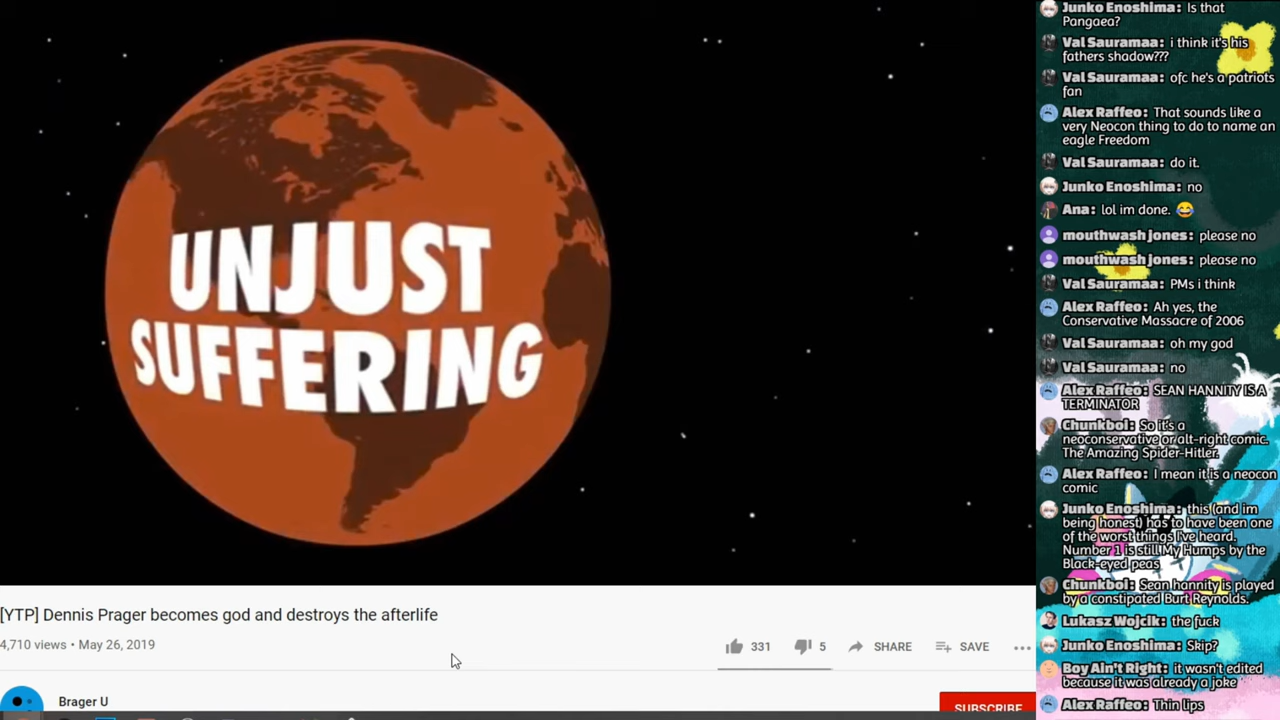 UNJUST
SUFFERING
[YTP] Dennis Prager becomes god and destroys the afterlife
4,710 views • May 26, 2019
331
5
SHARE
SAVE
Brager U
SUBSCRIBE
Junko Enoshima: Is that
Pangaea?
Val Sauramaa: i think it's his
fathers shadow???
Val Sauramaa: ofc he's a patriots
fan
Alex Raffeo: That sounds like a
very Neocon thing to do to name an
eagle Freedom
Val Sauramaa: do it.
Junko Enoshima: no
Ana: lol im done. 😂
mouthwash jones: please no
mouthwash jones: please no
Val Sauramaa: PMs i think
Alex Raffeo: Ah yes, the
Conservative Massacre of 2006
Val Sauramaa: oh my god
Val Sauramaa: no
Alex Raffeo: SEAN HANNITY IS A
TERMINATOR
Chunkboi: So it's a
neoconservative or alt-right comic.
The Amazing Spider-Hitler.
Alex Raffeo: I mean it is a neocon
comic
Junko Enoshima: this (and im
being honest) has to have been one
of the worst things I've heard.
Number 1 is still My Humps by the
Black-eyed peas
Chunkboi: Sean hannity is played
by a constipated Burt Reynolds.
Lukasz Wojcik: the fuck
Junko Enoshima: Skip?
Boy Ain't Right: it wasn't edited
because it was already a joke
Alex Raffeo: Thin lips